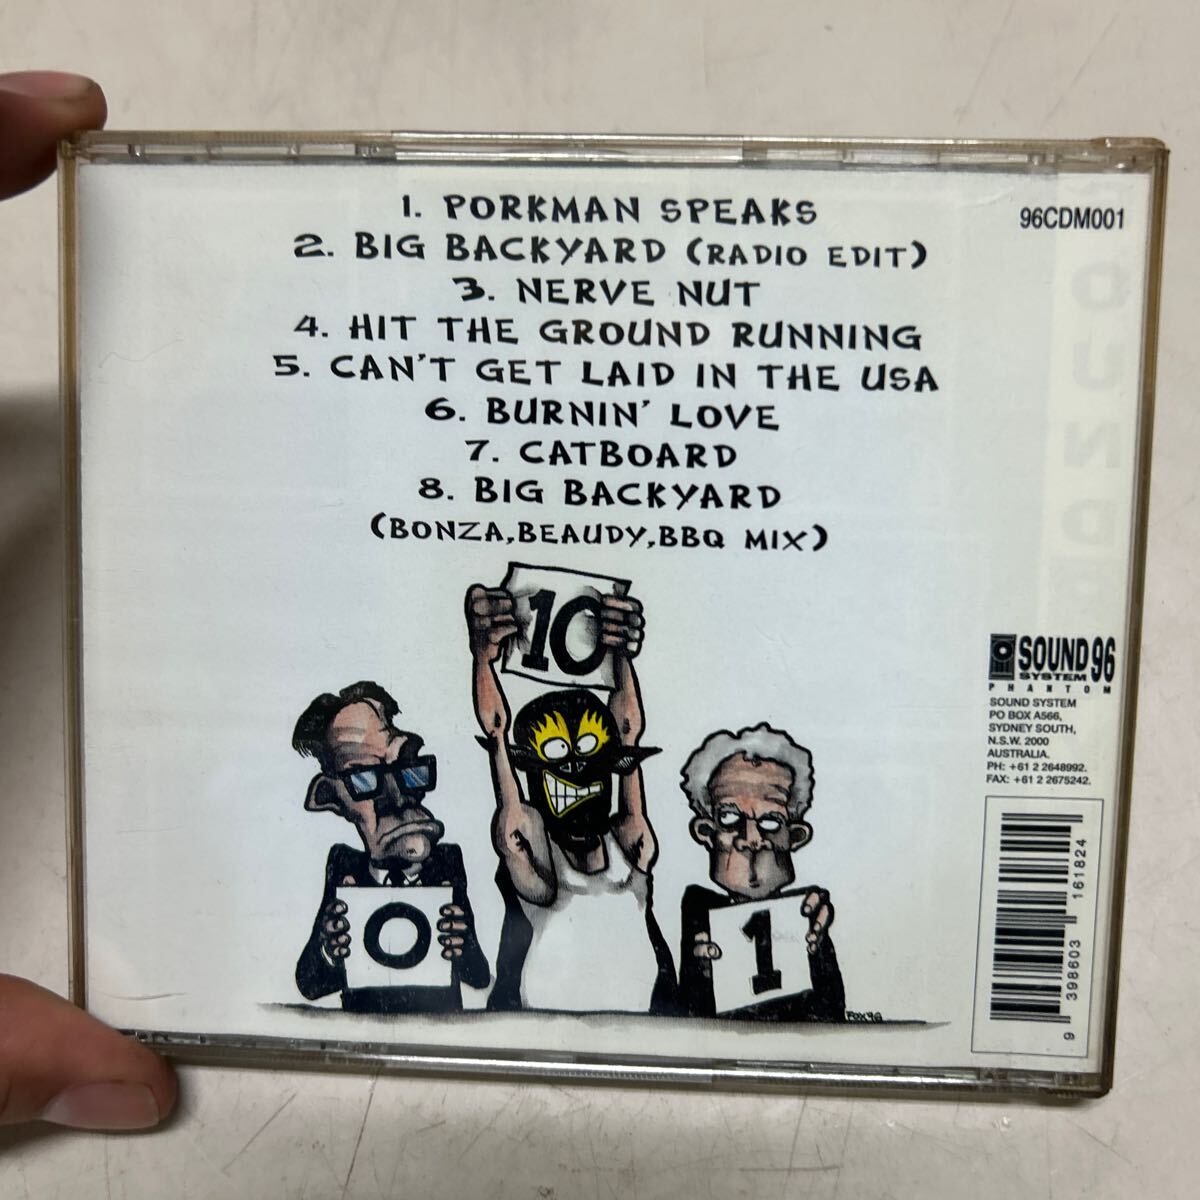 1. PORKMAN SPEAKS
2. BIG BACKYARD (RADIO EDIT)
3. NERVE NUT
4. HIT THE GROUND RUNNING
5. CAN'T GET LAID IN THE USA
6. BURNIN' LOVE
7. CATBOARD
8. BIG BACKYARD
(BONZA,BEAUDY,BBQ MIX)
96CDM001
10
0
1
FOX96
SOUND 96
SYSTEM
PHANTOM
SOUND SYSTEM
PO BOX A566,
SYDNEY SOUTH,
N.S.W. 2000
AUSTRALIA.
PH: +61 2 2648992.
FAX: +61 2 2675242.
9 398603 161824